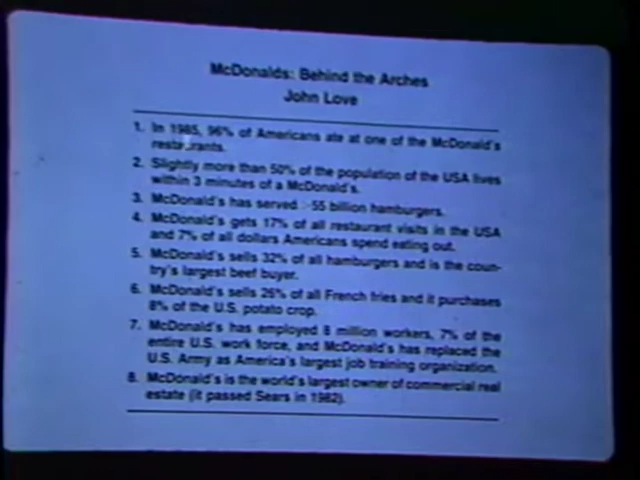 McDonalds: Behind the Arches
John Love
1. In 1985, 96% of Americans ate at one of the McDonald's
restaurants.
2. Slightly more than 50% of the population of the USA lives
within 3 minutes of a McDonald's.
3. McDonald's has served >55 billion hamburgers.
4. McDonald's gets 17% of all restaurant visits in the USA
and 7% of all dollars Americans spend eating out.
5. McDonald's sells 32% of all hamburgers and is the coun-
try's largest beef buyer.
6. McDonald's sells 26% of all French fries and it purchases
8% of the U.S. potato crop.
7. McDonald's has employed 8 million workers, 7% of the
entire U.S. work force, and McDonald's has replaced the
U.S. Army as America's largest job training organization.
8. McDonald's is the world's largest owner of commercial real
estate (it passed Sears in 1982).